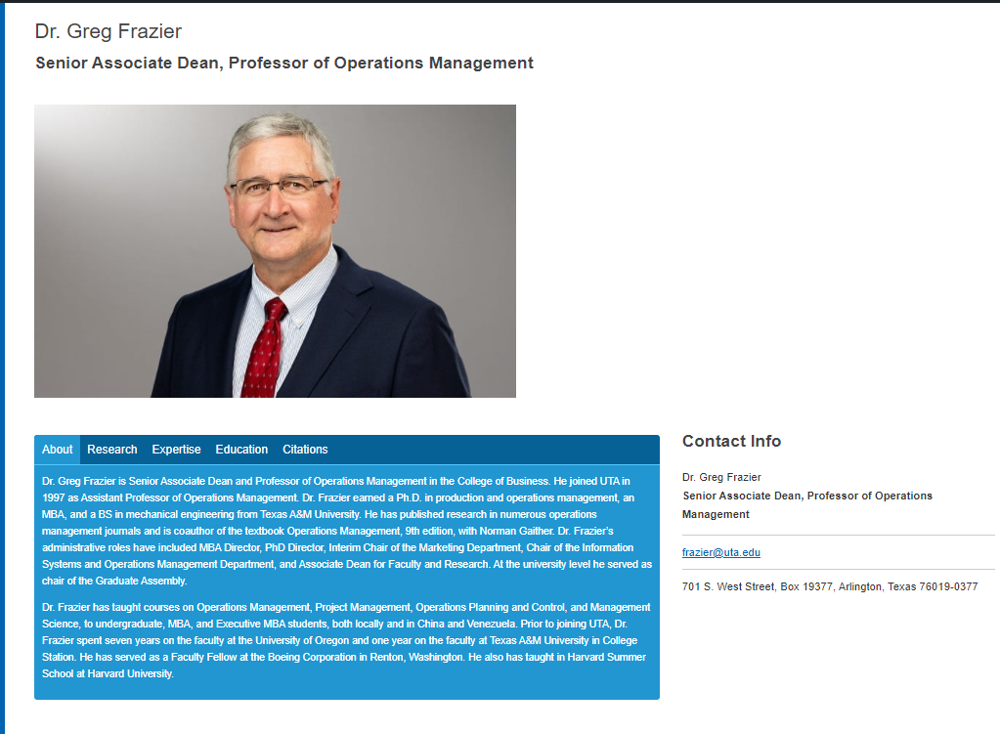 Dr. Greg Frazier
Senior Associate Dean, Professor of Operations Management
About Research Expertise Education Citations
Dr. Greg Frazier is Senior Associate Dean and Professor of Operations Management in the College of Business. He joined UTA in
1997 as Assistant Professor of Operations Management. Dr. Frazier earned a Ph.D. in production and operations management, an
MBA, and a BS in mechanical engineering from Texas A&M University. He has published research in numerous operations
management journals and is coauthor of the textbook Operations Management, 9th edition, with Norman Gaither. Dr. Frazier's
administrative roles have included MBA Director, PhD Director, Interim Chair of the Marketing Department, Chair of the Information
Systems and Operations Management Department, and Associate Dean for Faculty and Research. At the university level he served as
chair of the Graduate Assembly.
Dr. Frazier has taught courses on Operations Management, Project Management, Operations Planning and Control, and Management
Science, to undergraduate, MBA, and Executive MBA students, both locally and in China and Venezuela. Prior to joining UTA, Dr.
Frazier spent seven years on the faculty at the University of Oregon and one year on the faculty at Texas A&M University in College
Station. He has served as a Faculty Fellow at the Boeing Corporation in Renton, Washington. He also has taught in Harvard Summer
School at Harvard University.
Contact Info
Dr. Greg Frazier
Senior Associate Dean, Professor of Operations
Management
frazier@uta.edu
701 S. West Street, Box 19377, Arlington, Texas 76019-0377